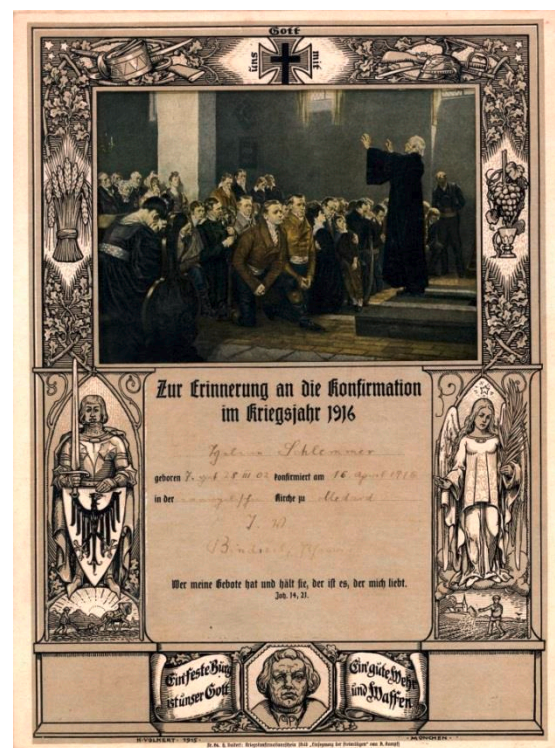 Gott
mit
uns
Zur Erinnerung an die Konfirmation
im Kriegsjahr 1916
Schlemmer
geboren konfirmiert am 16. April 1916
in der Kirche zu Medard
Wer meine Gebote hat und hält sie, der ist es, der mich liebt.
Joh. 14, 21.
Ein feste Burg
ist unser Gott
Ein gute Wehr
und Waffen
R. VOLKERT · 1915 · MÜNCHEN